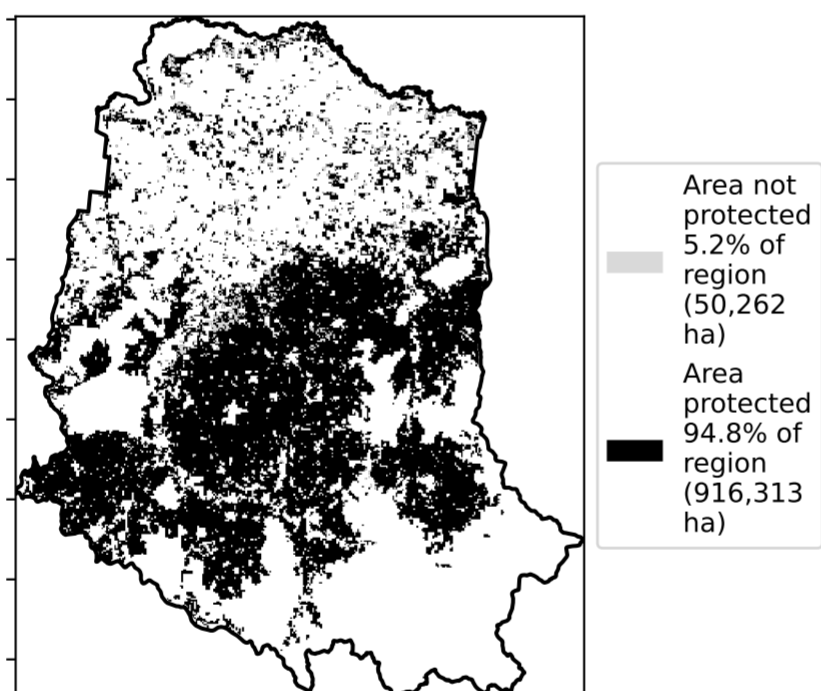 Area not
protected
5.2% of
region
(50,262
ha)
Area
protected
94.8% of
region
(916,313
ha)